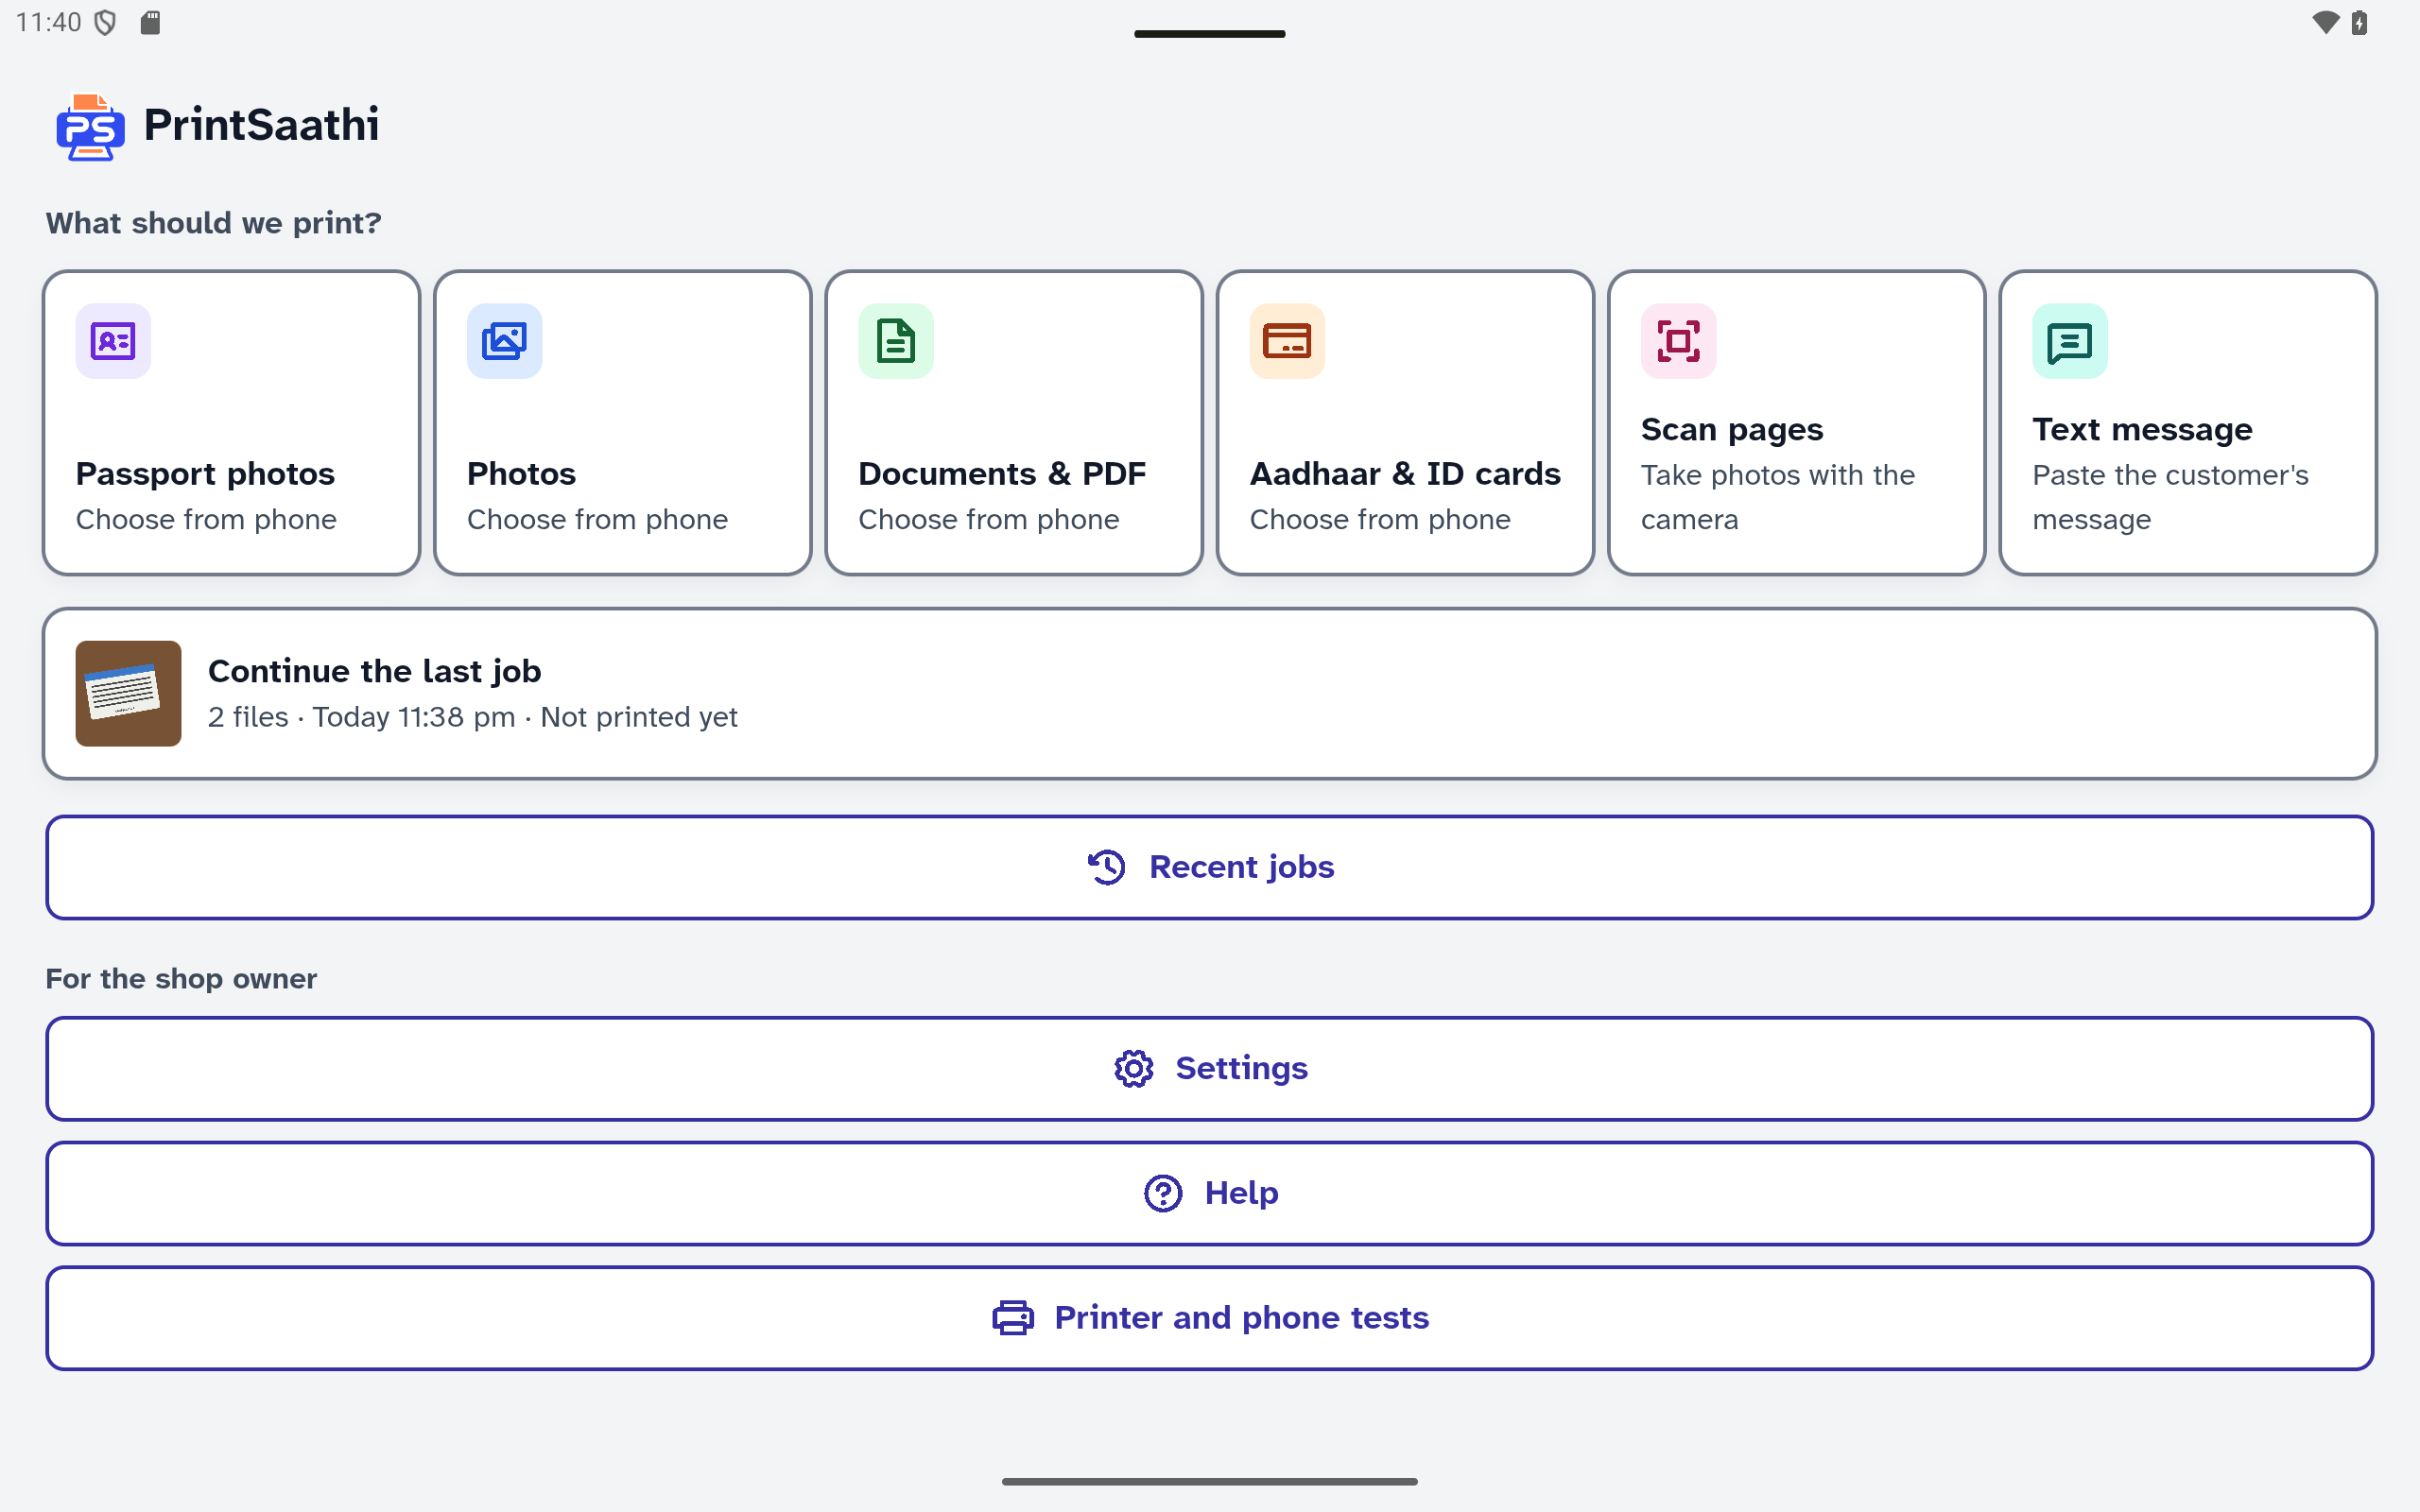 11:40
PS
PrintSaathi
What should we print?
Passport photos
Choose from phone
Photos
Choose from phone
Documents & PDF
Choose from phone
Aadhaar & ID cards
Choose from phone
Scan pages
Take photos with the
camera
Text message
Paste the customer's
message
Continue the last job
2 files · Today 11:38 pm · Not printed yet
Recent jobs
For the shop owner
Settings
Help
Printer and phone tests